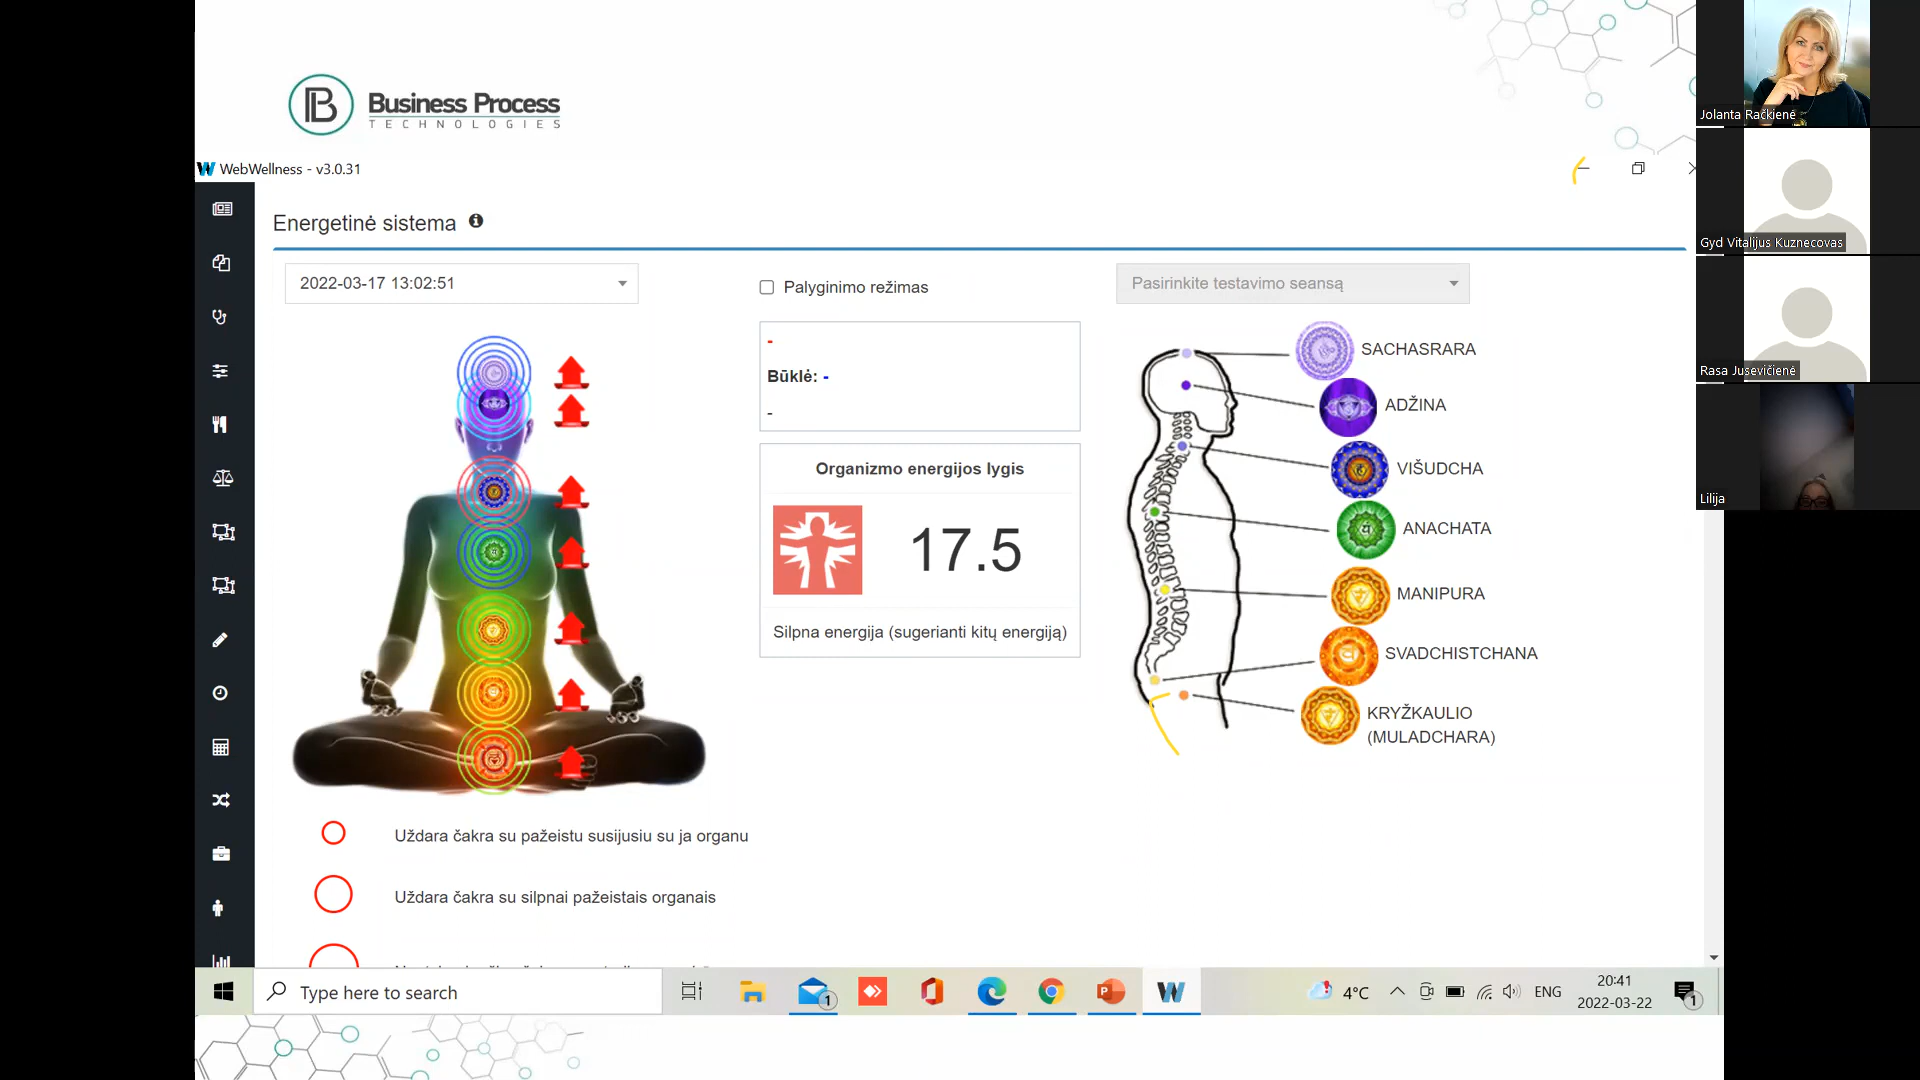 Business Process
TECHNOLOGIES
WebWellness - v3.0.31
Energetinė sistema
2022-03-17 13:02:51
Palyginimo režimas
Pasirinkite testavimo seansą
-
Būklė: -
-
Organizmo energijos lygis
17.5
Silpna energija (sugerianti kitų energiją)
SACHASRARA
ADŽINA
VIŠUDCHA
ANACHATA
MANIPURA
SVADCHISTCHANA
KRYŽKAULIO
(MULADCHARA)
Uždara čakra su pažeistu susijusiu su ja organu
Uždara čakra su silpnai pažeistais organais
Type here to search
1
4°C
ENG
20:41
2022-03-22
1
Jolanta Račkienė
Gyd Vitalijus Kuznecovas
Rasa Jusevičienė
Lilija